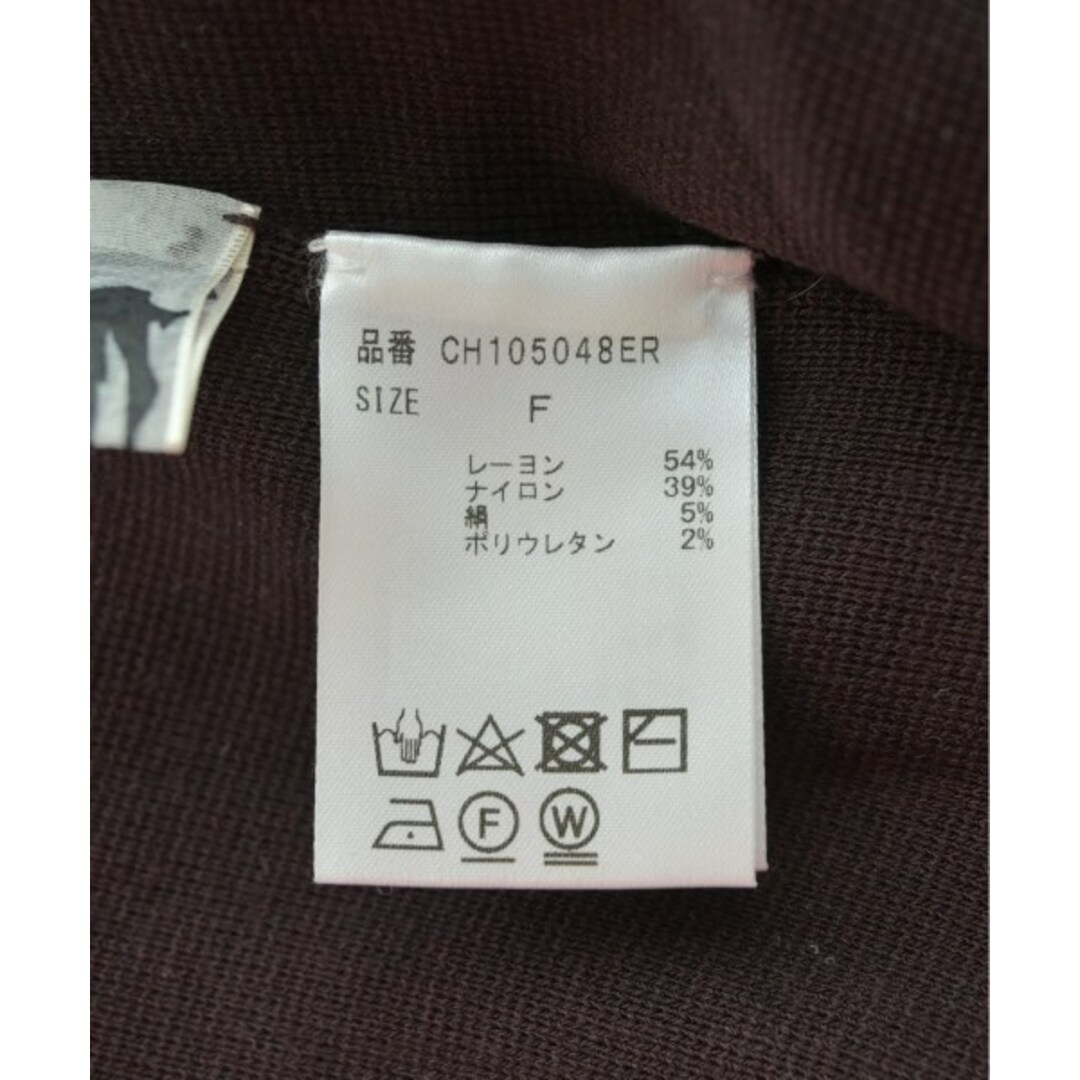 品番 CH105048ER
SIZE F
レーヨン 54%
ナイロン 39%
絹 5%
ポリウレタン 2%
F
W